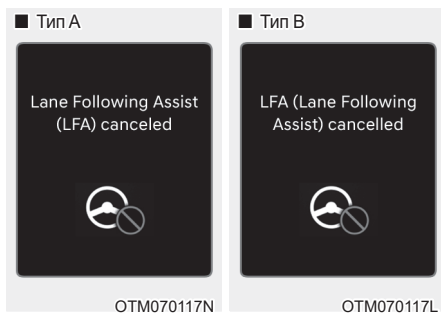 ■ Тип A
Lane Following Assist
(LFA) canceled
OTM070117N
■ Тип B
LFA (Lane Following
Assist) cancelled
OTM070117L